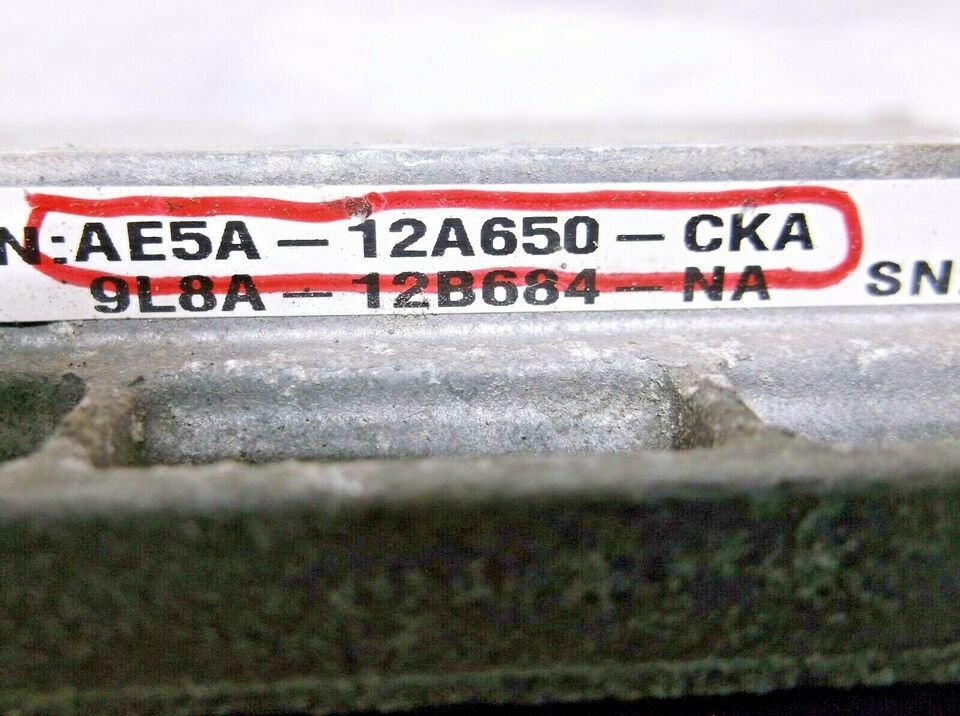 N:AE5A – 12A650 – CKA
9L8A – 12B684 – NA SN